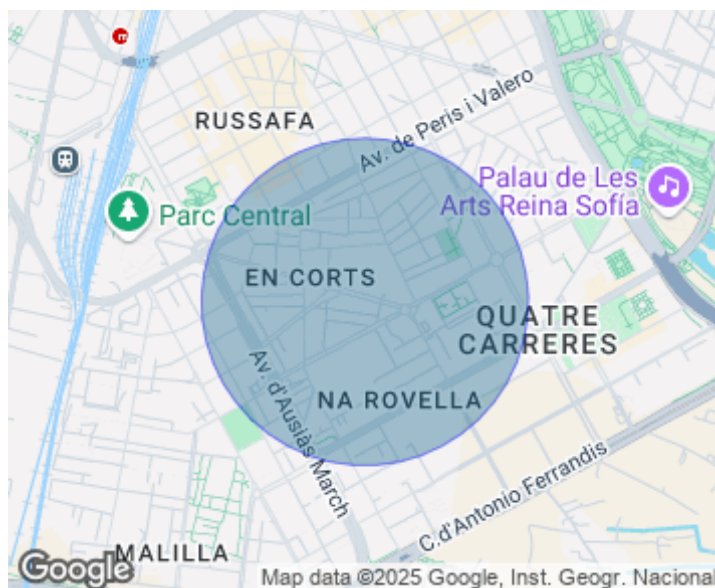 RUSSAFA
Av. de Peris i Valero
Palau de Les
Arts Reina Sofía
Parc Central
EN CORTS
QUATRE
CARRERES
NA ROVELLA
Av. d'Ausiàs March
C.d'Antonio Ferrandis
MALILLA
Google
Map data ©2025 Google, Inst. Geogr. Nacional